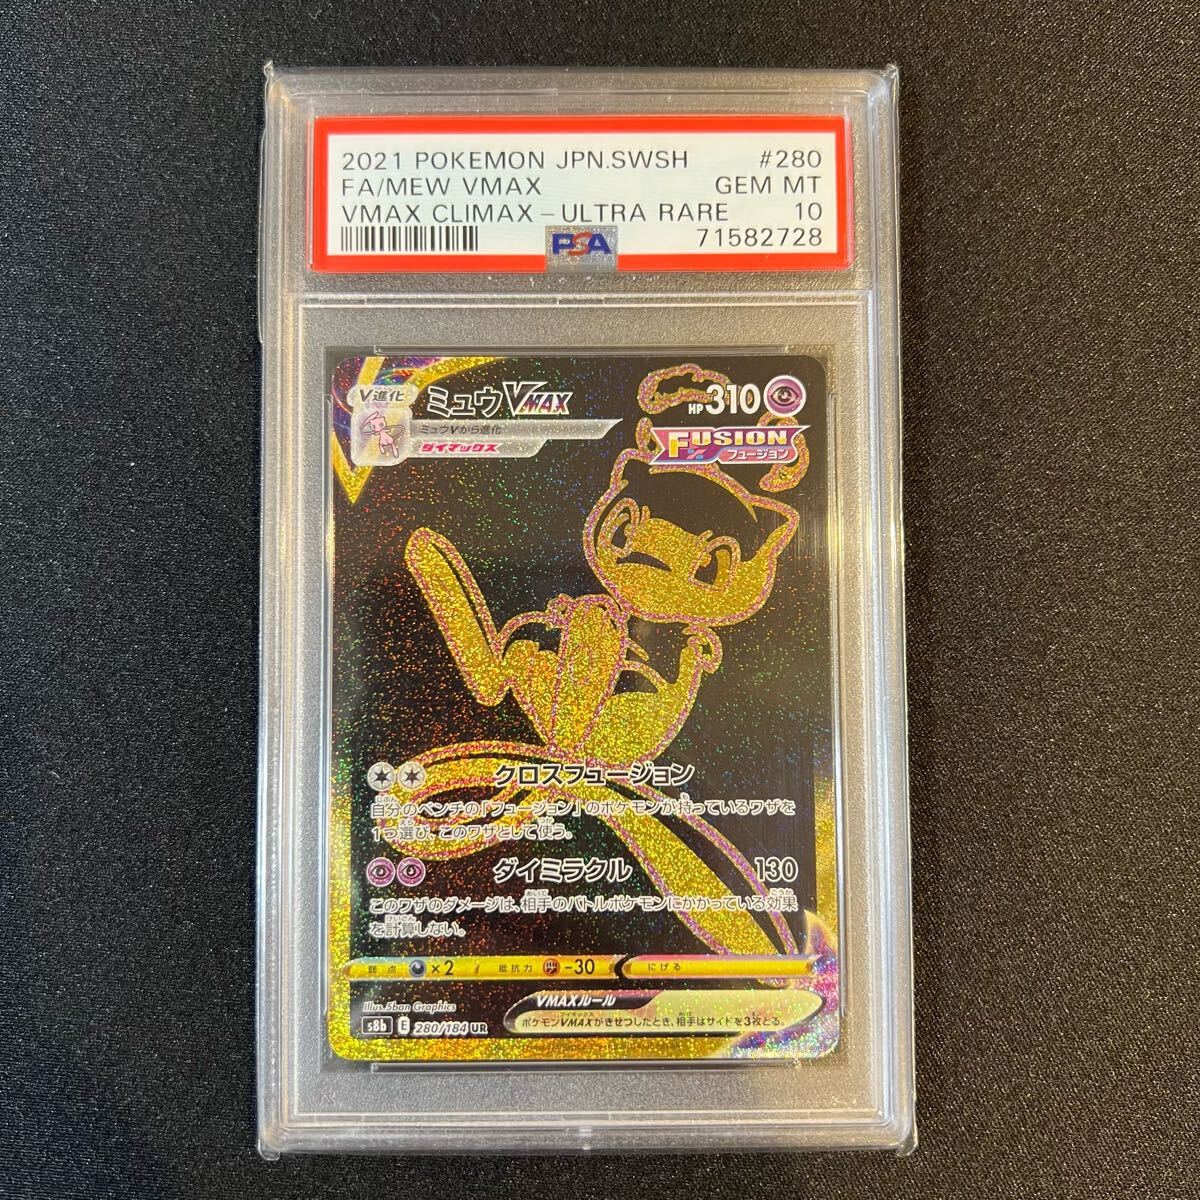 2021 POKEMON JPN.SWSH #280
FA/MEW VMAX GEM MT
VMAX CLIMAX - ULTRA RARE 10
PSA 71582728
V進化 ミュウVMAX HP310
ミュウVから進化
ダイマックス
FUSION
フュージョン
クロスフュージョン
自分のベンチの「フュージョン」のポケモンが持っているワザを
1つ選び、このワザとして使う。
ダイミラクル 130
このワザのダメージは、相手のバトルポケモンにかかっている効果
を計算しない。
弱点 ×2 抵抗力 -30 にげる
Illus.5ban Graphics
VMAXルール
s8b E 280/184 UR
ポケモンVMAXがきぜつしたとき、相手はサイドを3枚とる。